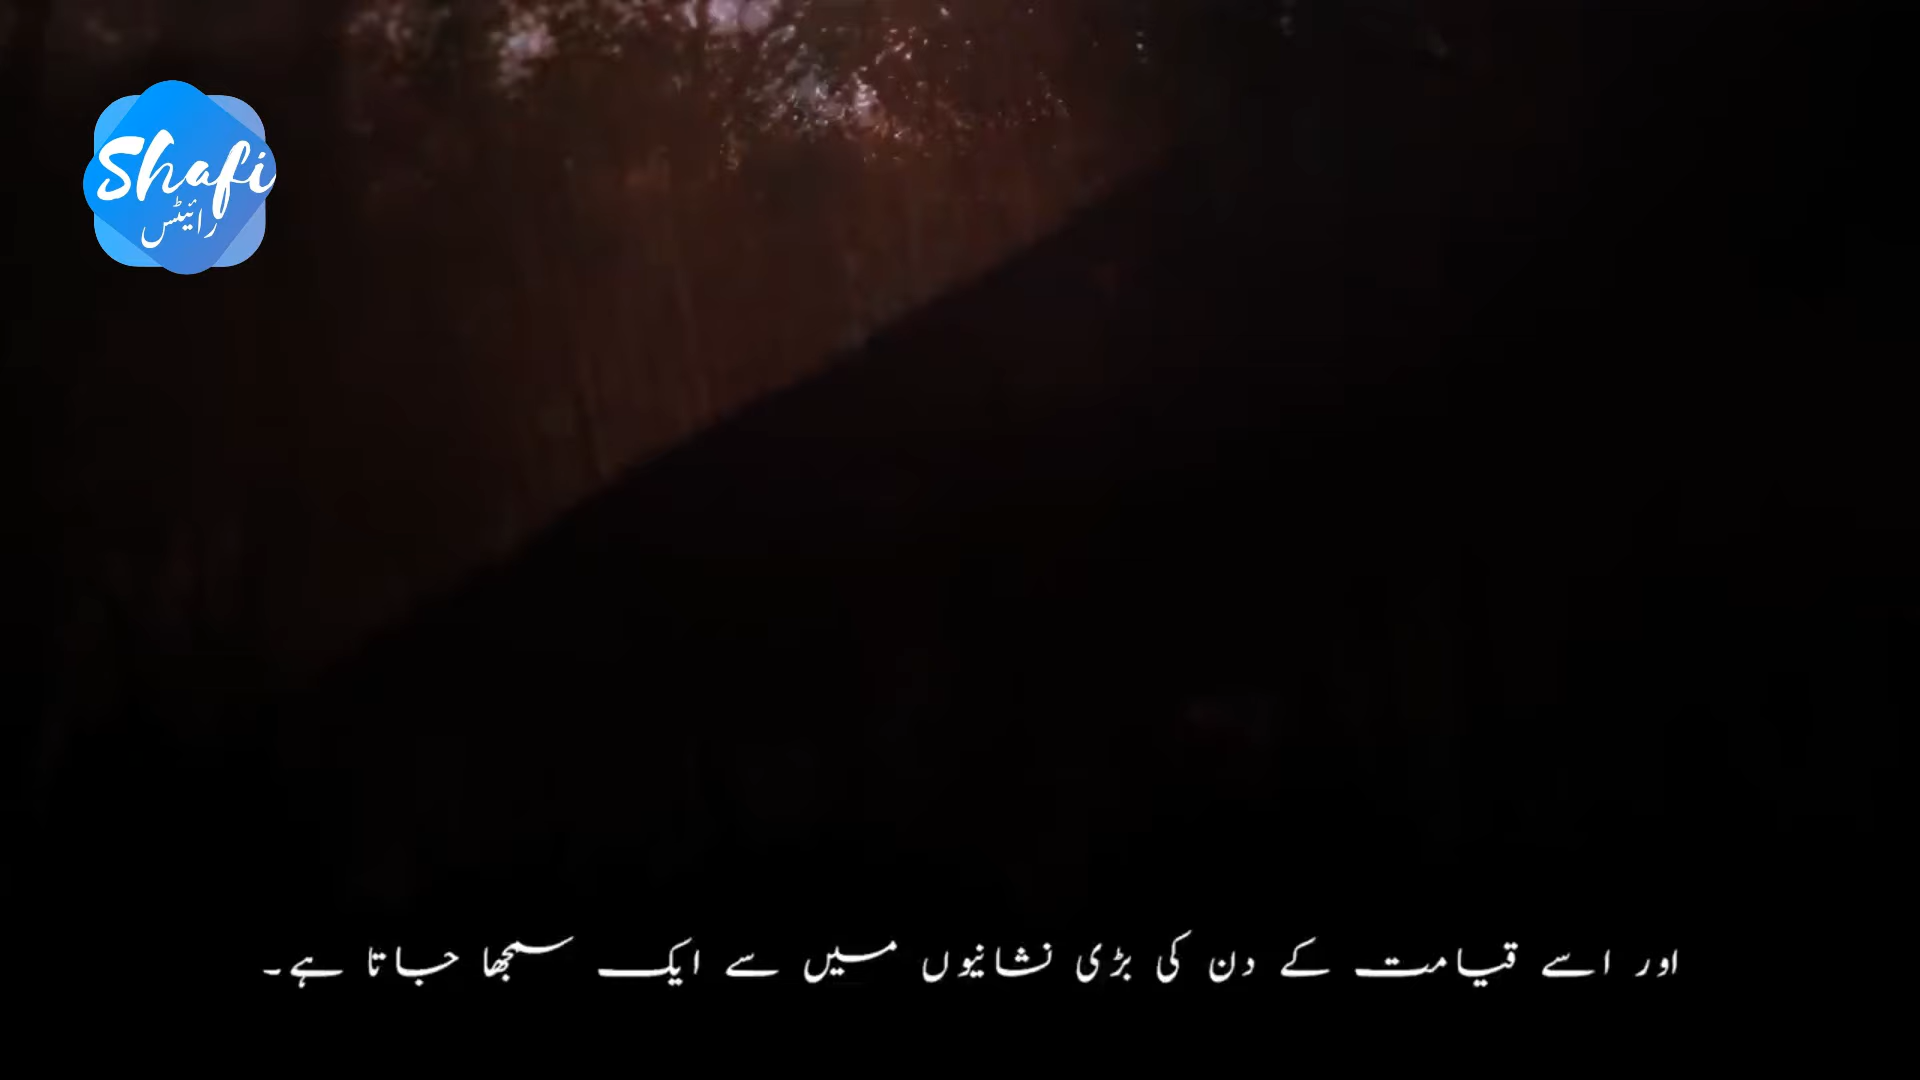 Shafi
رائیٹس
اور اسے قیامت کے دن کی بڑی نشانیوں میں سے ایک سمجھا جاتا ہے۔